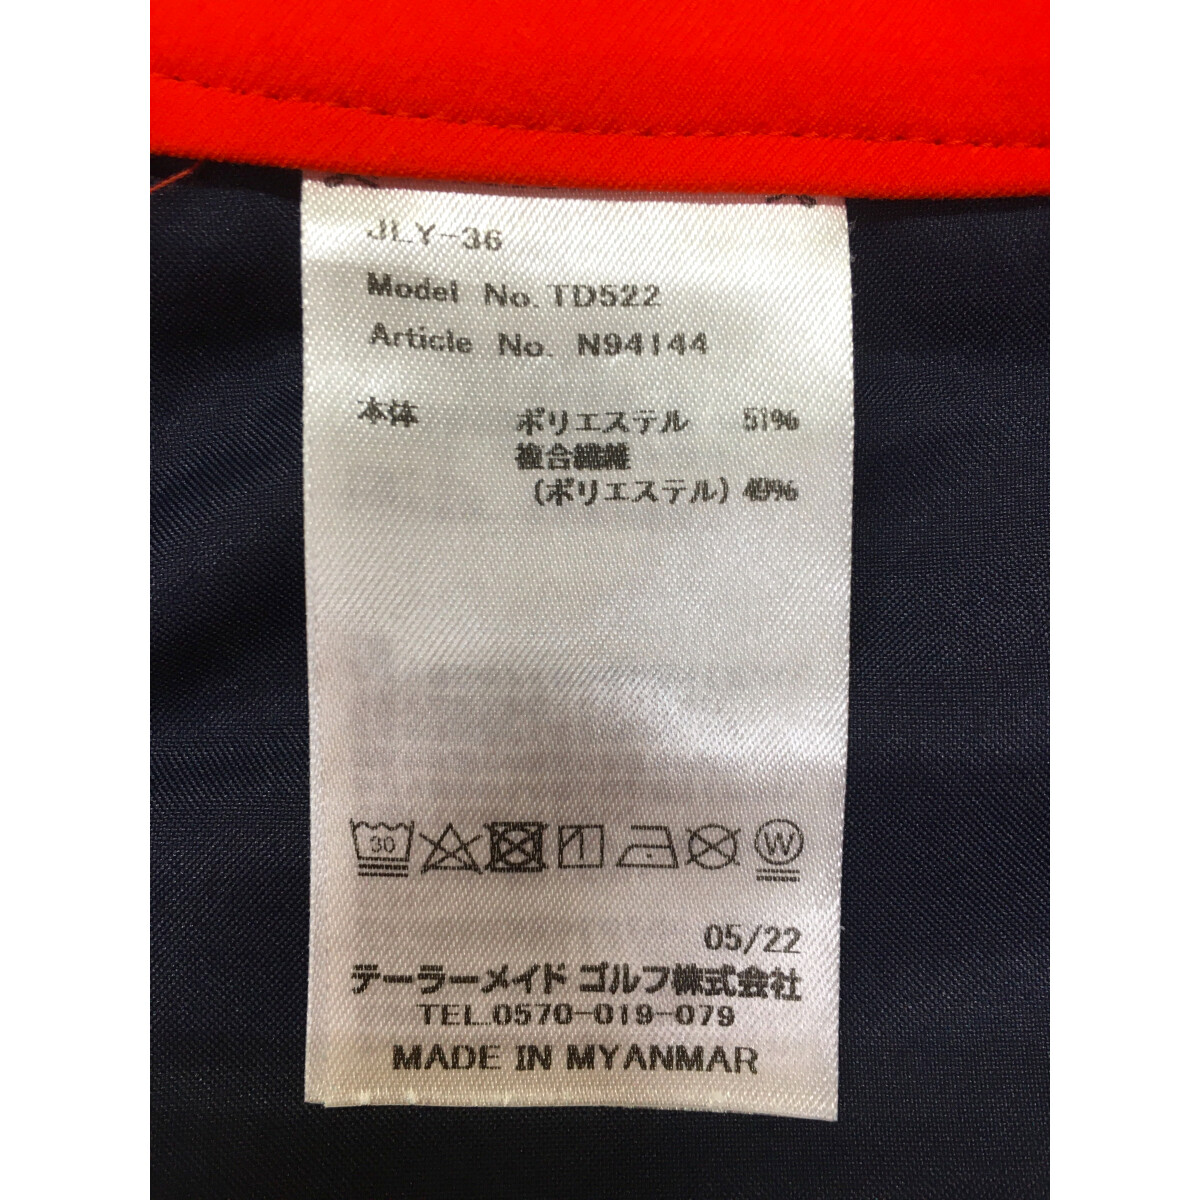 JLY-36
Model No. TD522
Article No. N94144
本体 ポリエステル 51%
複合繊維
(ポリエステル) 49%
30 W
05/22
テーラーメイド ゴルフ株式会社
TEL.0570-019-079
MADE IN MYANMAR